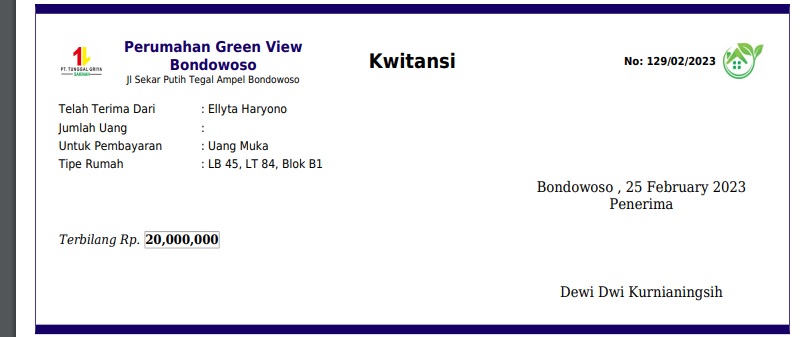 PT. TUNGGAL GRIYA
SAKINAH
Perumahan Green View
Bondowoso
Jl Sekar Putih Tegal Ampel Bondowoso
Kwitansi
No: 129/02/2023
Telah Terima Dari : Ellyta Haryono
Jumlah Uang :
Untuk Pembayaran : Uang Muka
Tipe Rumah : LB 45, LT 84, Blok B1
Bondowoso , 25 February 2023
Penerima
Terbilang Rp. 20,000,000
Dewi Dwi Kurnianingsih